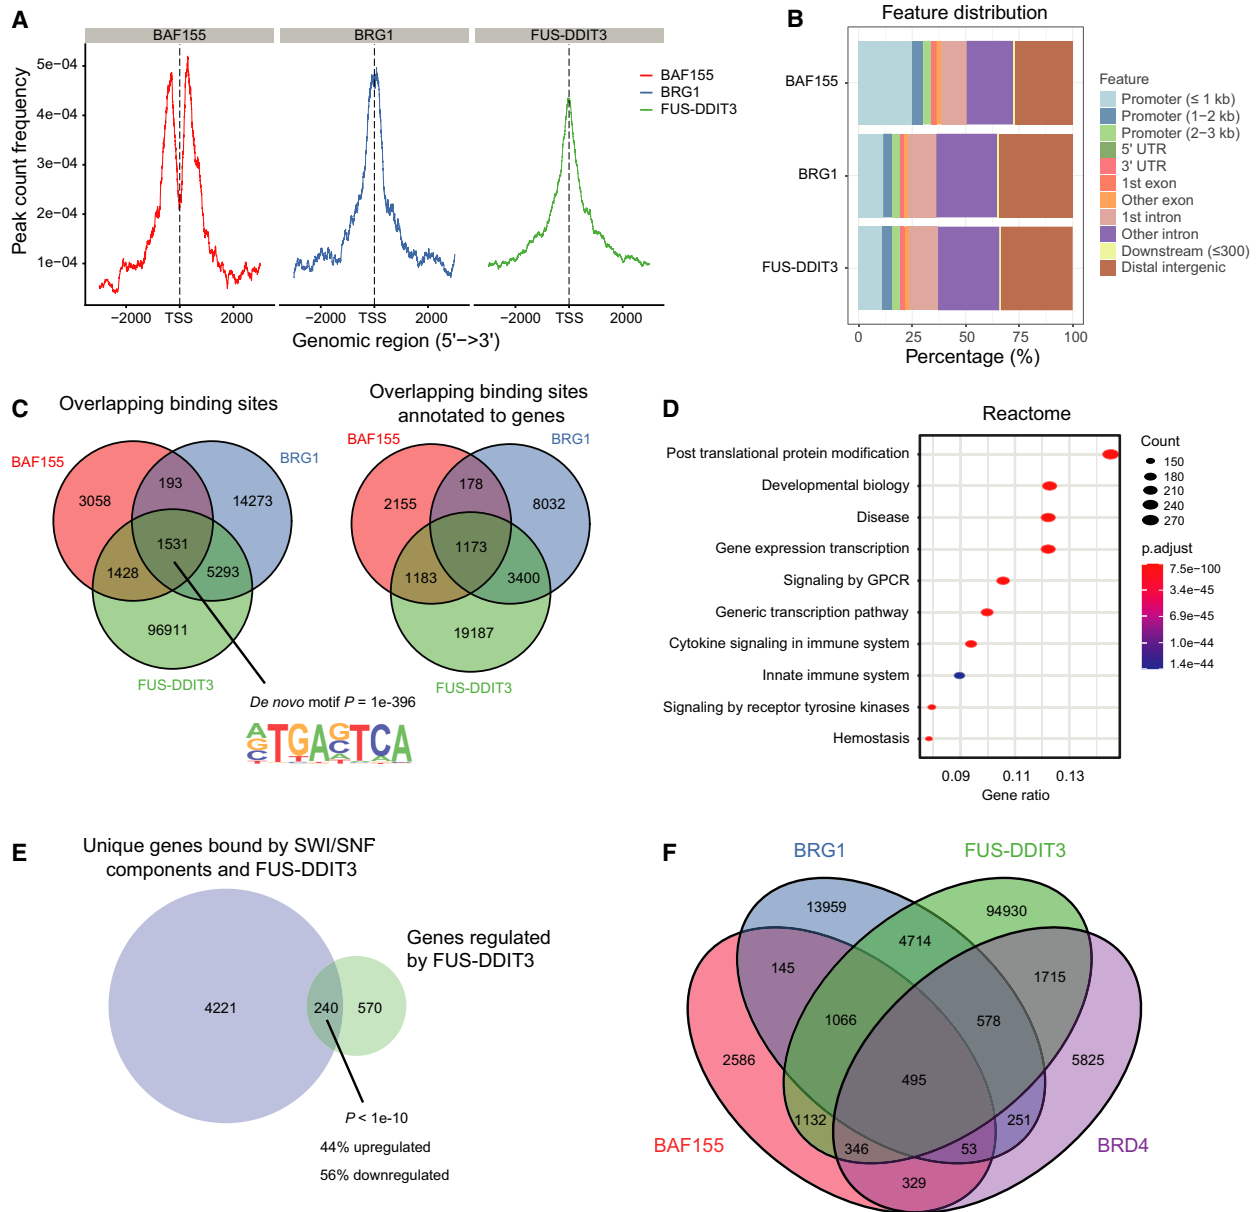 A
BAF155
BRG1
FUS-DDIT3
Peak count frequency
5e−04
4e−04
3e−04
2e−04
1e−04
−2000 TSS 2000
−2000 TSS 2000
−2000 TSS 2000
Genomic region (5'−>3')
BAF155
BRG1
FUS-DDIT3
B
Feature distribution
BAF155
BRG1
FUS-DDIT3
0 25 50 75 100
Percentage (%)
Feature
Promoter (≤ 1 kb)
Promoter (1−2 kb)
Promoter (2−3 kb)
5' UTR
3' UTR
1st exon
Other exon
1st intron
Other intron
Downstream (≤300)
Distal intergenic
C
Overlapping binding sites
BAF155
BRG1
3058
193
14273
1531
1428
5293
96911
FUS-DDIT3
De novo motif P = 1e-396
Overlapping binding sites
annotated to genes
BAF155
BRG1
2155
178
8032
1173
1183
3400
19187
FUS-DDIT3
D
Reactome
Post translational protein modification
Developmental biology
Disease
Gene expression transcription
Signaling by GPCR
Generic transcription pathway
Cytokine signaling in immune system
Innate immune system
Signaling by receptor tyrosine kinases
Hemostasis
0.09 0.11 0.13
Gene ratio
Count
150
180
210
240
270
p.adjust
7.5e−100
3.4e−45
6.9e−45
1.0e−44
1.4e−44
E
Unique genes bound by SWI/SNF
components and FUS-DDIT3
Genes regulated
by FUS-DDIT3
4221
240
570
P < 1e-10
44% upregulated
56% downregulated
F
BRG1
FUS-DDIT3
13959
94930
4714
145
1715
1066
578
2586
495
5825
1132
251
346
53
329
BAF155
BRD4